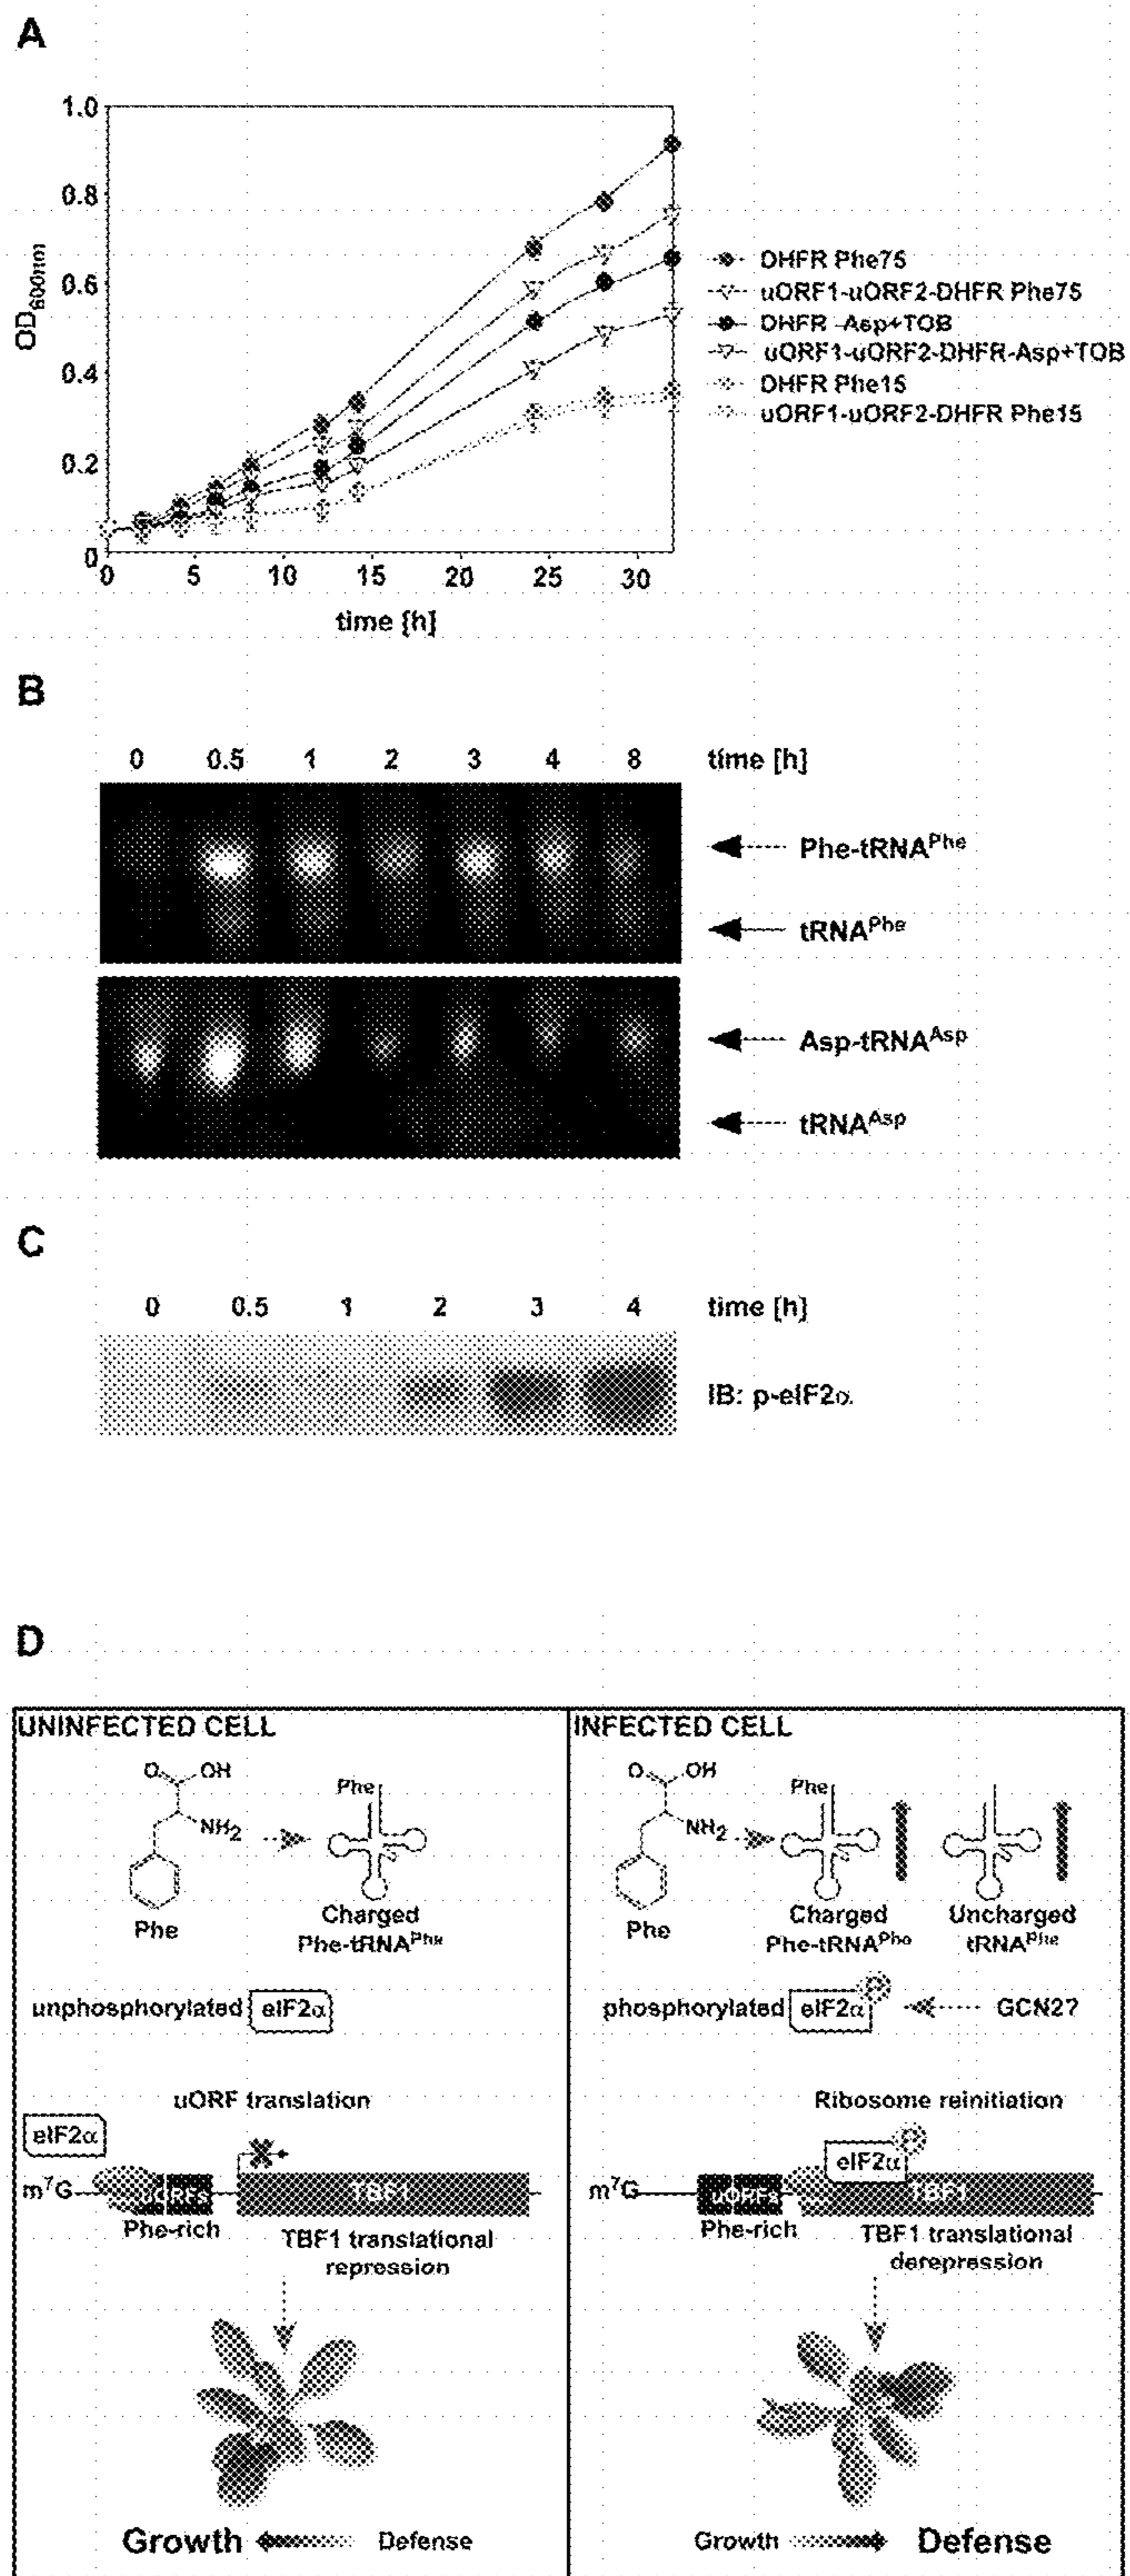 A
1.0
0.8
0.6
0.4
0.2
0
OD600nm
0 5 10 15 20 25 30
time [h]
DHFR Phe75
uORF1-uORF2-DHFR Phe75
DHFR -Asp+TOB
uORF1-uORF2-DHFR-Asp+TOB
DHFR Phe15
uORF1-uORF2-DHFR Phe15
B
0 0.5 1 2 3 4 8 time [h]
Phe-tRNAPhe
tRNAPhe
Asp-tRNAAsp
tRNAAsp
C
0 0.5 1 2 3 4 time [h]
IB: p-eIF2α
D
UNINFECTED CELL
O OH
NH2
Phe
Phe
Charged
Phe-tRNAPhe
unphosphorylated eIF2α
uORF translation
eIF2α
m7G uORFs TBF1
Phe-rich
TBF1 translational
repression
Growth Defense
INFECTED CELL
O OH
NH2
Phe
Phe
Charged
Phe-tRNAPhe
Uncharged
tRNAPhe
phosphorylated eIF2α P GCN2?
Ribosome reinitiation
eIF2α P
m7G uORFs TBF1
Phe-rich
TBF1 translational
derepression
Growth Defense